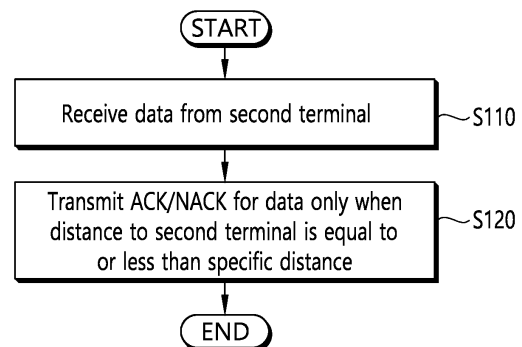 START
Receive data from second terminal
S110
Transmit ACK/NACK for data only when
distance to second terminal is equal to
or less than specific distance
S120
END